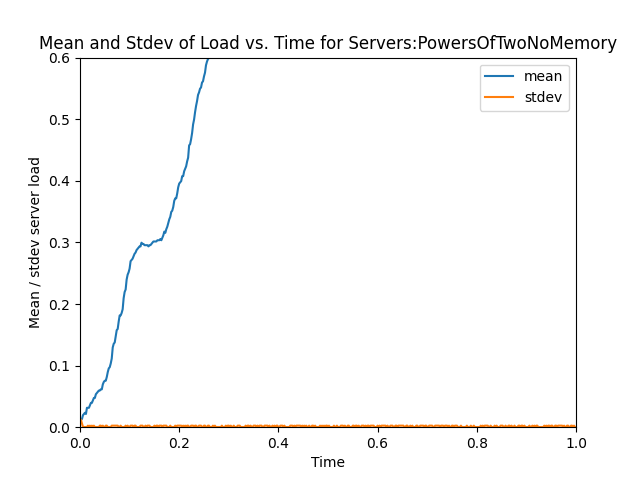 Mean and Stdev of Load vs. Time for Servers:PowersOfTwoNoMemory
mean
stdev
Mean / stdev server load
0.6
0.5
0.4
0.3
0.2
0.1
0.0
0.0 0.2 0.4 0.6 0.8 1.0
Time